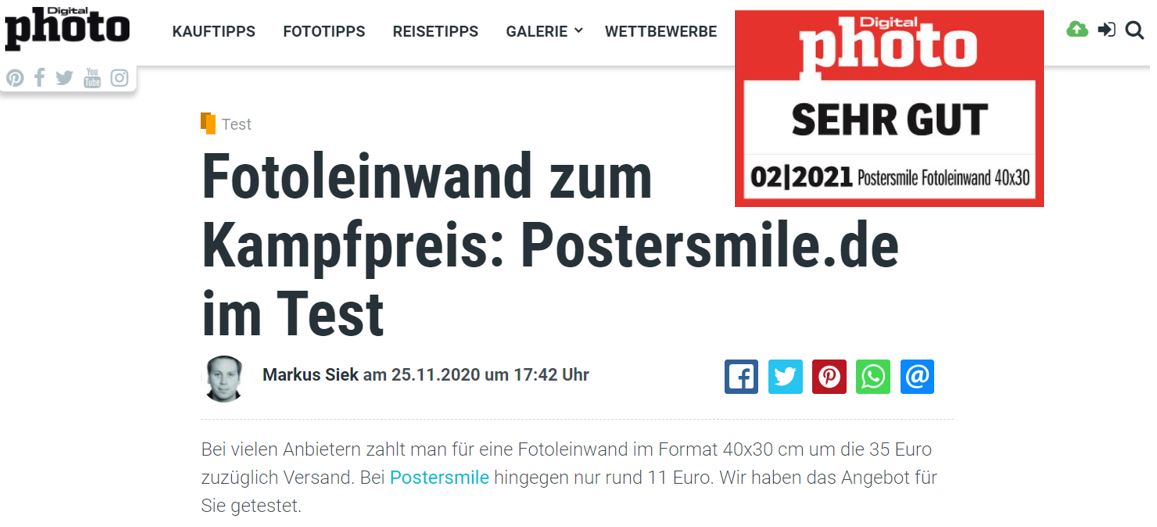 Digital
photo
KAUFTIPPS FOTOTIPPS REISETIPPS GALERIE WETTBEWERBE
Digital
photo
SEHR GUT
02|2021 Postersmile Fotoleinwand 40x30
You
Tube
Test
Fotoleinwand zum
Kampfpreis: Postersmile.de
im Test
Markus Siek am 25.11.2020 um 17:42 Uhr
Bei vielen Anbietern zahlt man für eine Fotoleinwand im Format 40x30 cm um die 35 Euro
zuzüglich Versand. Bei Postersmile hingegen nur rund 11 Euro. Wir haben das Angebot für
Sie getestet.